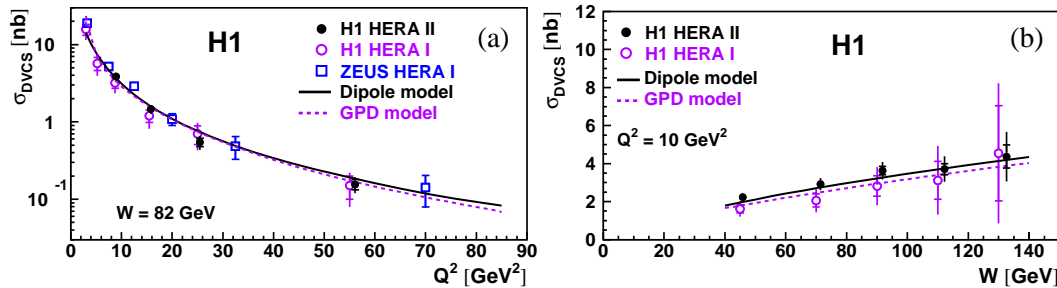 H1
(a)
H1 HERA II
H1 HERA I
ZEUS HERA I
Dipole model
GPD model
W = 82 GeV
σDVCS [nb]
10
1
10⁻¹
0 10 20 30 40 50 60 70 80 90
Q² [GeV²]
H1
(b)
H1 HERA II
H1 HERA I
Dipole model
GPD model
Q² = 10 GeV²
σDVCS [nb]
12
10
8
6
4
2
0
0 20 40 60 80 100 120 140
W [GeV]